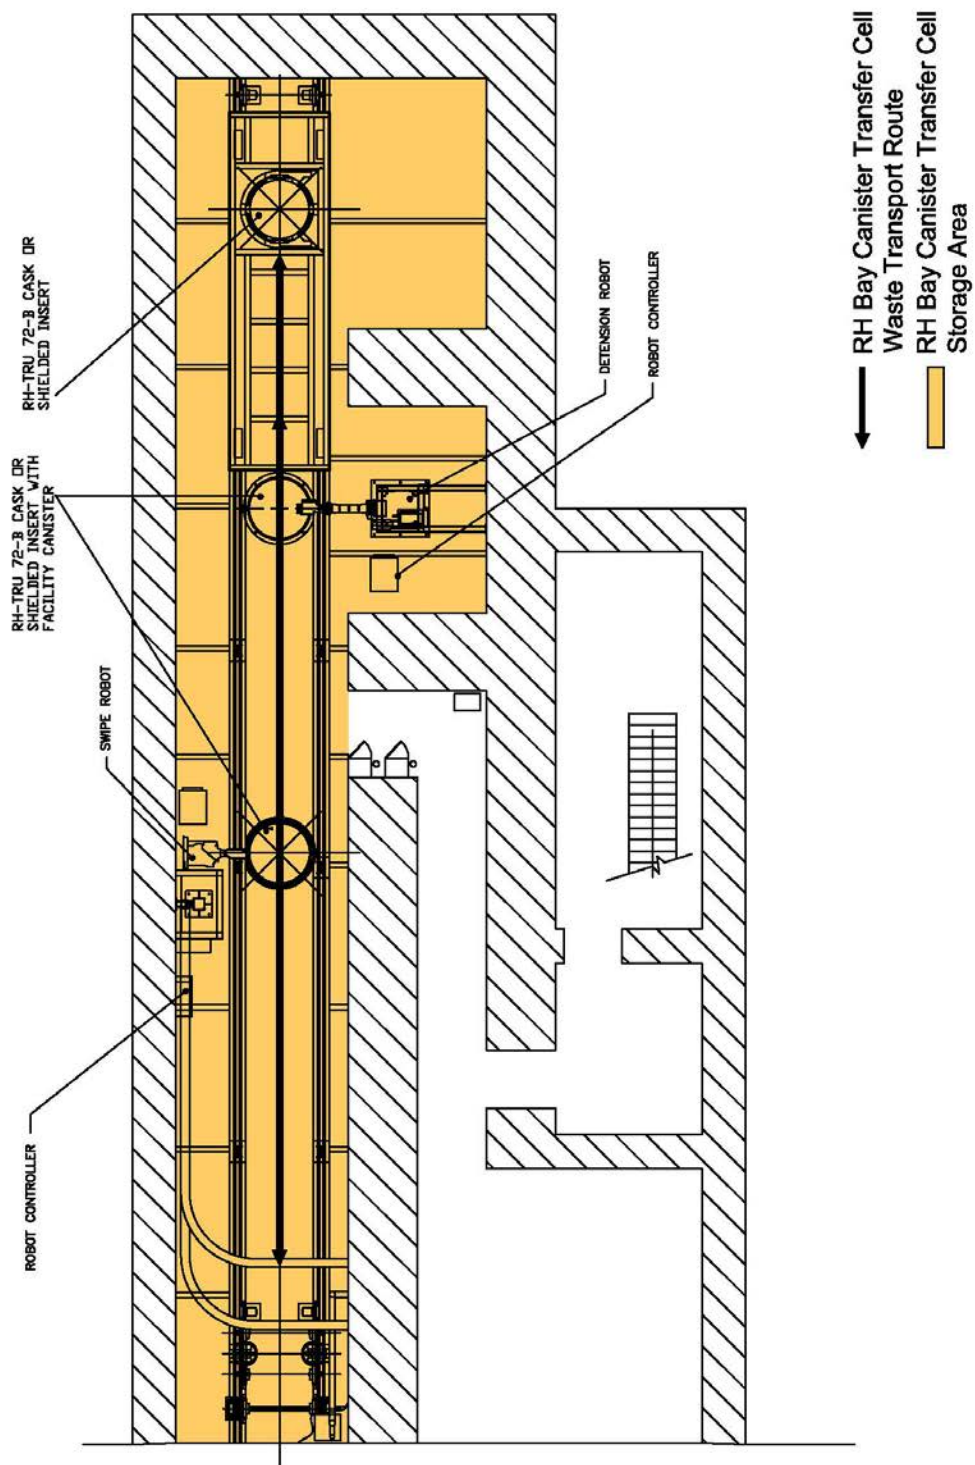 RH-TRU 72-B CASK OR
SHIELDED INSERT
RH-TRU 72-B CASK OR
SHIELDED INSERT WITH
FACILITY CANISTER
SWIPE ROBOT
ROBOT CONTROLLER
DETENSION ROBOT
ROBOT CONTROLLER
RH Bay Canister Transfer Cell
Waste Transport Route
RH Bay Canister Transfer Cell
Storage Area